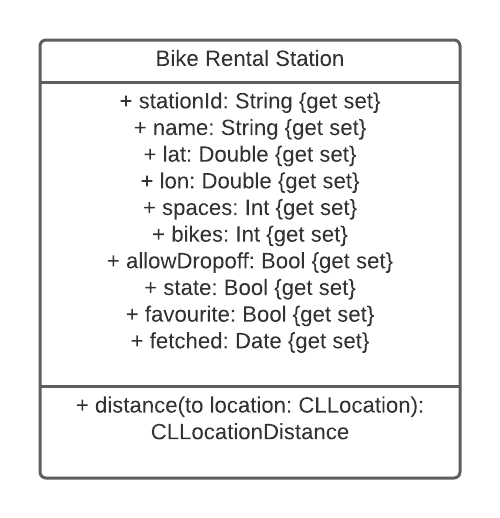 Bike Rental Station
+ stationId: String {get set}
+ name: String {get set}
+ lat: Double {get set}
+ lon: Double {get set}
+ spaces: Int {get set}
+ bikes: Int {get set}
+ allowDropoff: Bool {get set}
+ state: Bool {get set}
+ favourite: Bool {get set}
+ fetched: Date {get set}
+ distance(to location: CLLocation):
CLLocationDistance